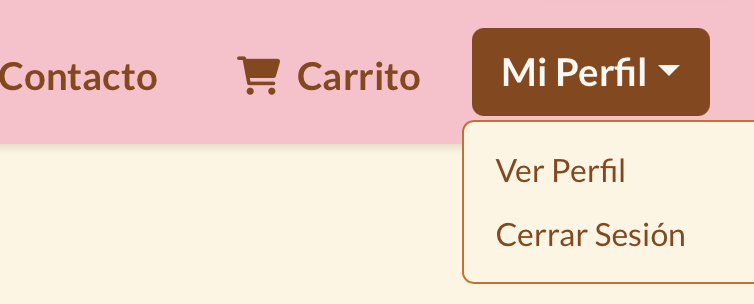 Contacto Carrito Mi Perfil
Ver Perfil
Cerrar Sesión